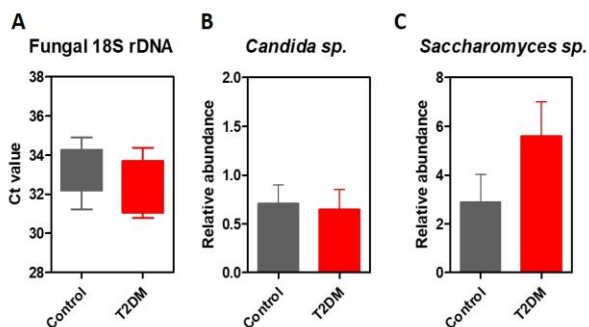 A
Fungal 18S rDNA
Ct value
36
34
32
30
28
Control
T2DM
B
Candida sp.
Relative abundance
2.0
1.5
1.0
0.5
0.0
Control
T2DM
C
Saccharomyces sp.
Relative abundance
8
6
4
2
0
Control
T2DM